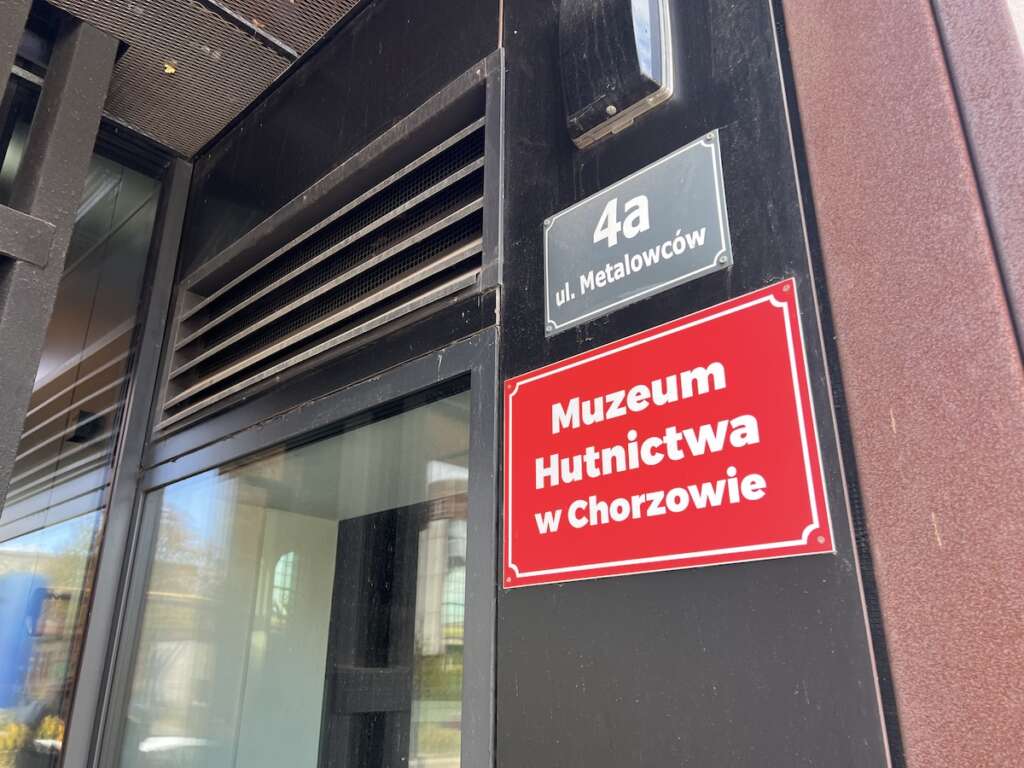 4a
ul. Metalowców
Muzeum
Hutnictwa
w Chorzowie